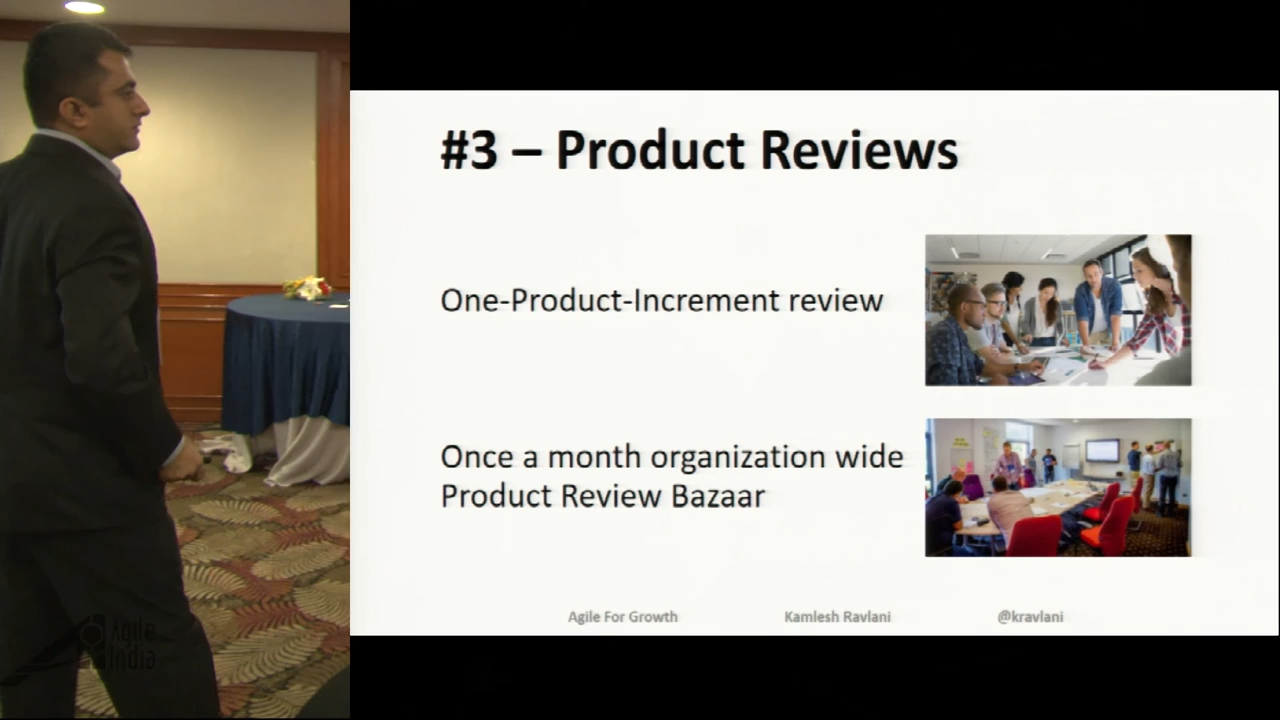 #3 – Product Reviews
One-Product-Increment review
Once a month organization wide
Product Review Bazaar
Agile For Growth
Kamlesh Ravlani
@kravlani
Agile
India